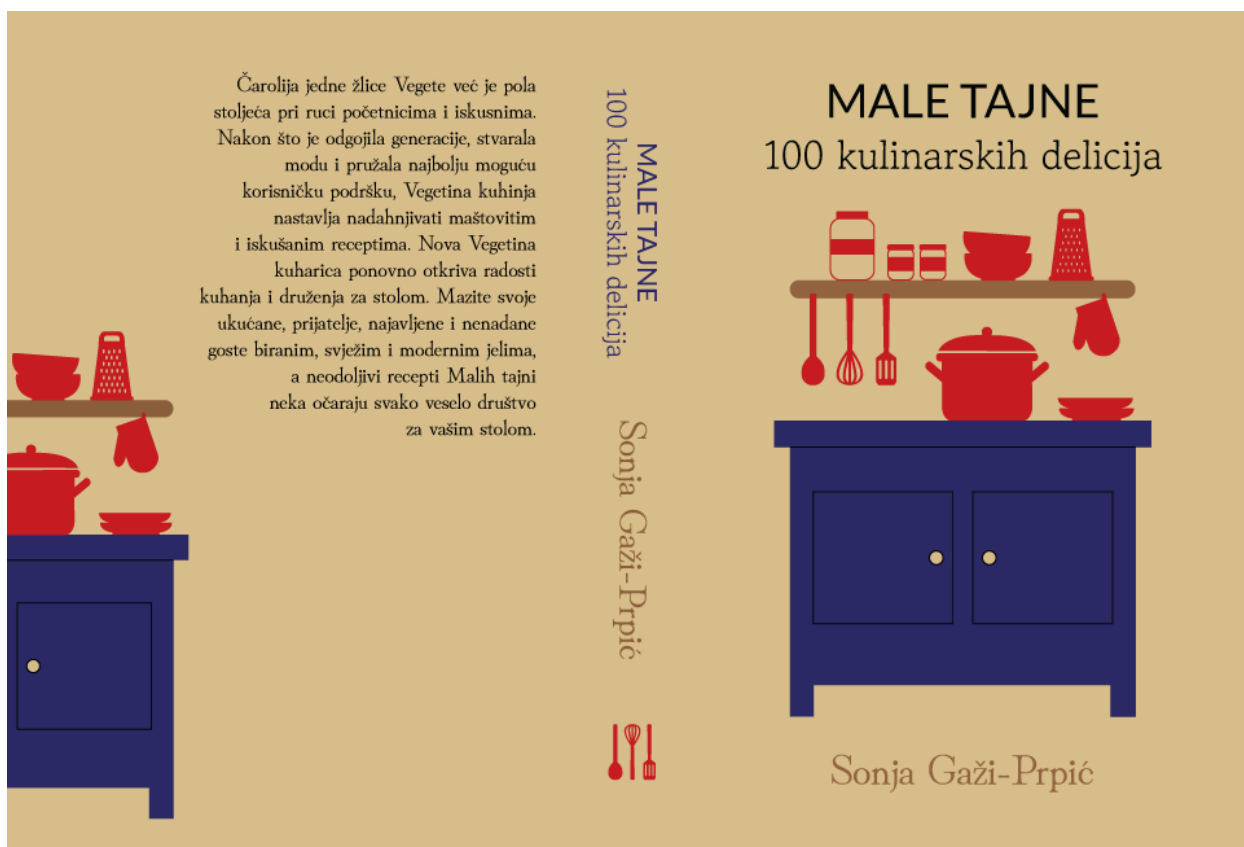 Čarolija jedne žlice Vegete već je pola
stoljeća pri ruci početnicima i iskusnima.
Nakon što je odgojila generacije, stvarala
modu i pružala najbolju moguću
korisničku podršku, Vegetina kuhinja
nastavlja nadahnjivati maštovitim
i iskušanim receptima. Nova Vegetina
kuharica ponovno otkriva radosti
kuhanja i druženja za stolom. Mazite svoje
ukućane, prijatelje, najavljene i nenadane
goste biranim, svježim i modernim jelima,
a neodoljivi recepti Malih tajni
neka očaraju svako veselo društvo
za vašim stolom.
MALE TAJNE
100 kulinarskih delicija
Sonja Gaži-Prpić
MALE TAJNE
100 kulinarskih delicija
Sonja Gaži-Prpić